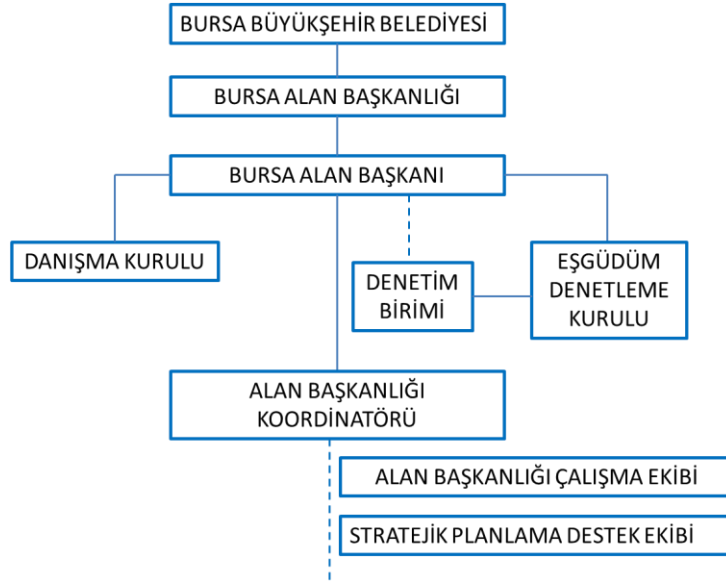 BURSA BÜYÜKŞEHİR BELEDİYESİ
BURSA ALAN BAŞKANLIĞI
BURSA ALAN BAŞKANI
DANIŞMA KURULU
DENETİM
BİRİMİ
EŞGÜDÜM
DENETLEME
KURULU
ALAN BAŞKANLIĞI
KOORDİNATÖRÜ
ALAN BAŞKANLIĞI ÇALIŞMA EKİBİ
STRATEJİK PLANLAMA DESTEK EKİBİ